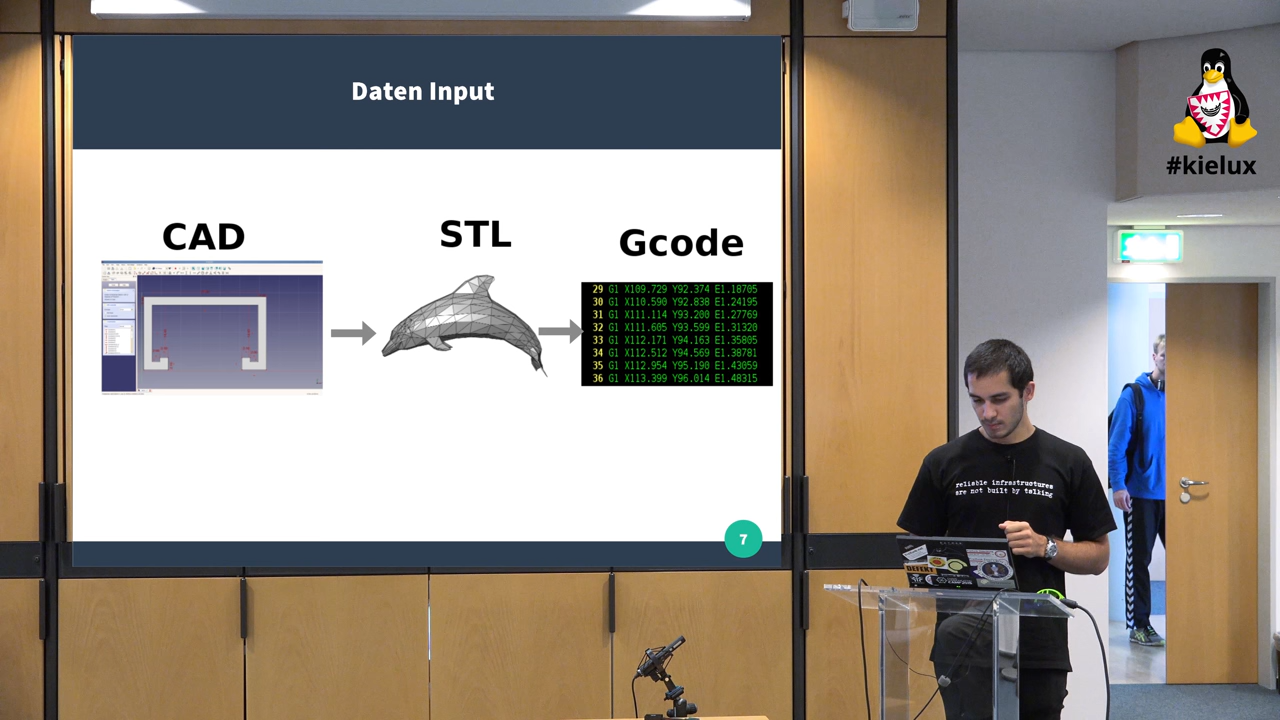 Daten Input
CAD
STL
Gcode
29 G1 X109.729 Y92.374 E1.18705
30 G1 X110.590 Y92.838 E1.24195
31 G1 X111.114 Y93.200 E1.27769
32 G1 X111.605 Y93.599 E1.31320
33 G1 X112.171 Y94.163 E1.35805
34 G1 X112.512 Y94.569 E1.38781
35 G1 X112.954 Y95.190 E1.43059
36 G1 X113.399 Y96.014 E1.48315
7
#kielux
reliable infrastructures
are not built by talking
DEFEKT